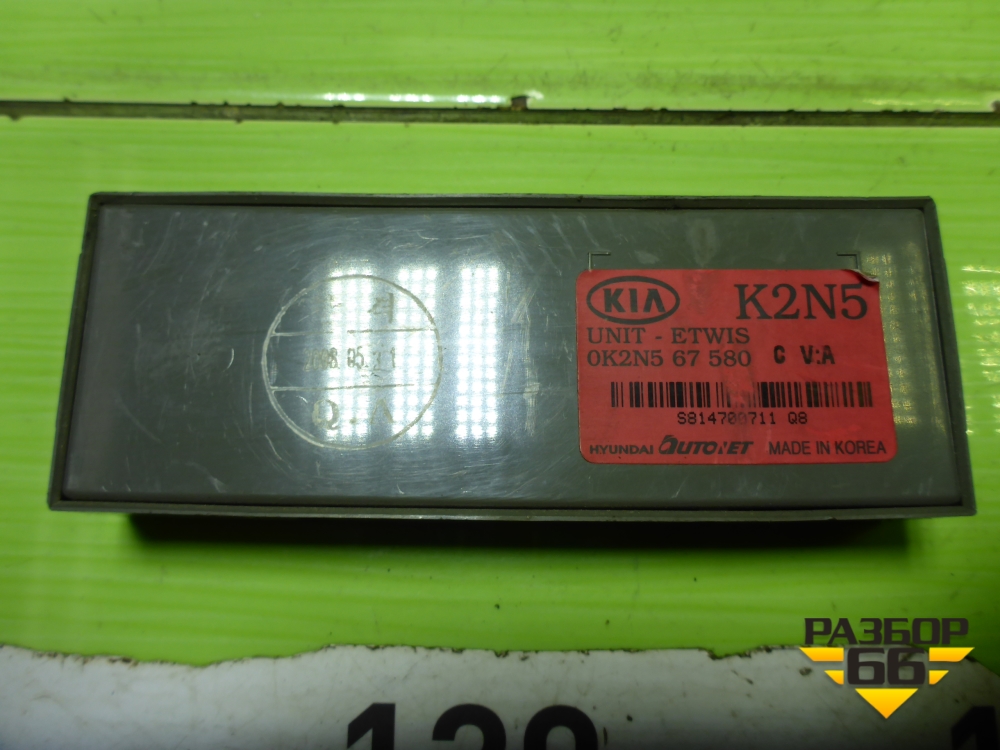 KIA K2N5
UNIT - ETWIS
0K2N5 67 580 C V:A
S814700711 Q8
HYUNDAI AUTONET MADE IN KOREA
Q.A
РАЗБОР
66